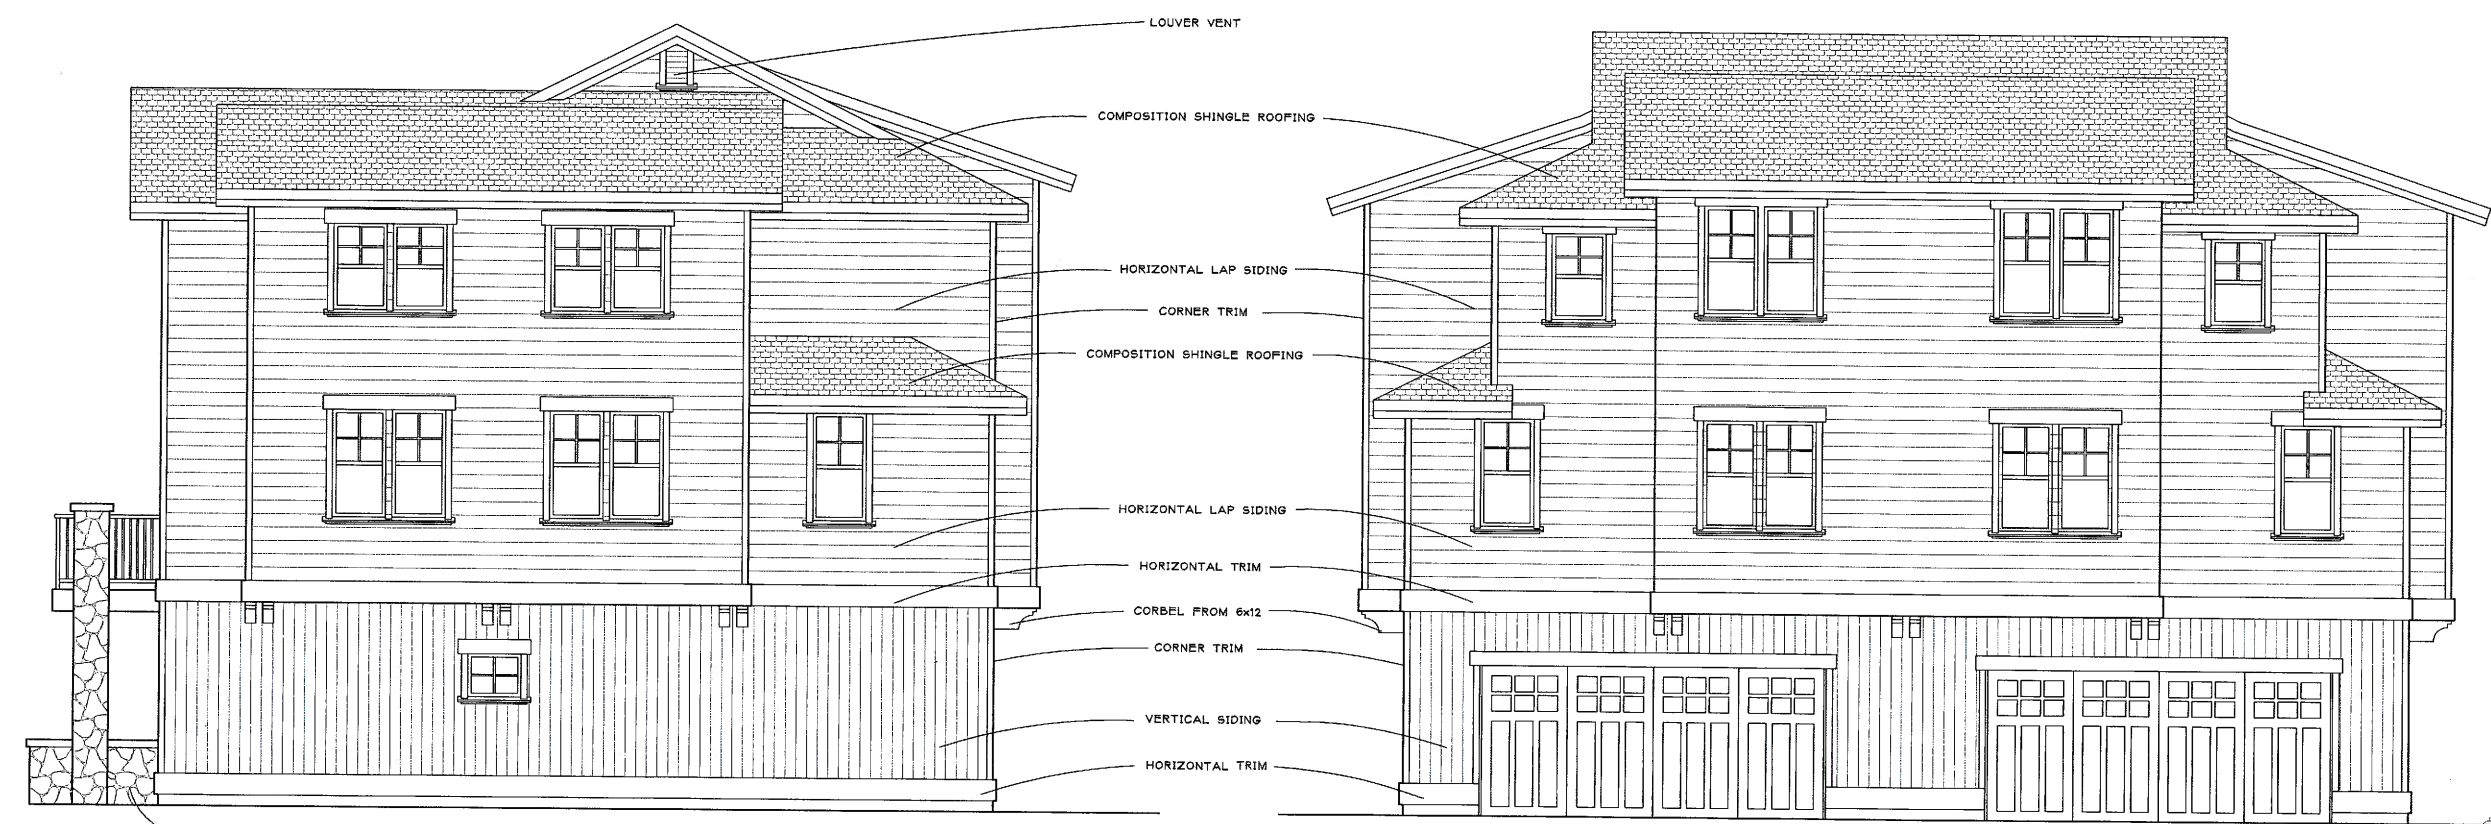 LOUVER VENT
COMPOSITION SHINGLE ROOFING
HORIZONTAL LAP SIDING
CORNER TRIM
COMPOSITION SHINGLE ROOFING
HORIZONTAL LAP SIDING
HORIZONTAL TRIM
CORBEL FROM 6x12
CORNER TRIM
VERTICAL SIDING
HORIZONTAL TRIM